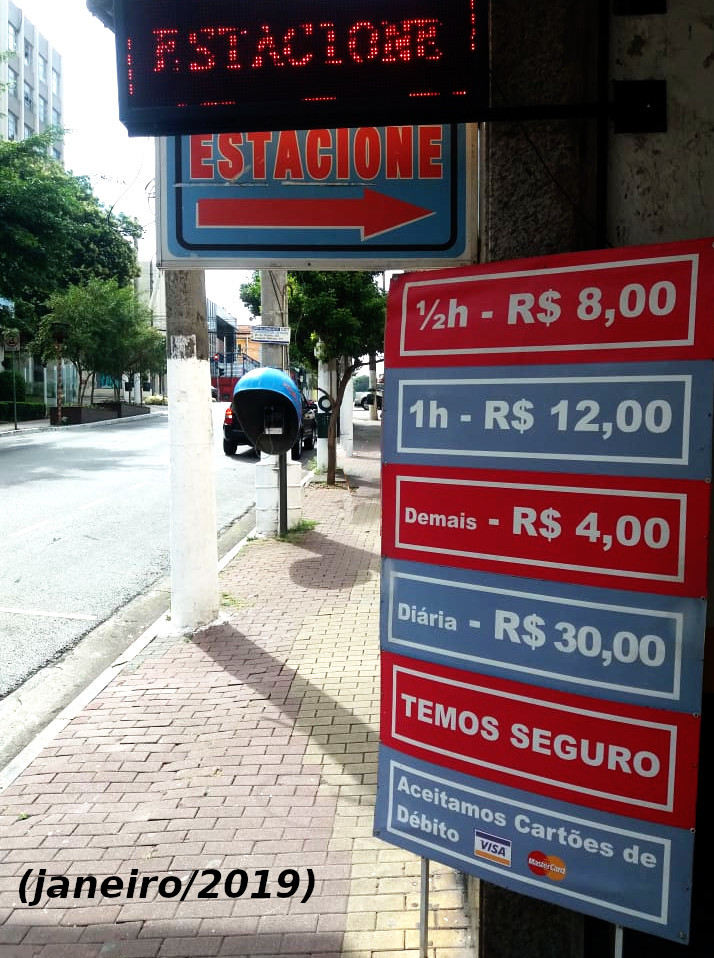 ESTACIONE
ESTACIONE
½h - R$ 8,00
1h - R$ 12,00
Demais - R$ 4,00
Diária - R$ 30,00
TEMOS SEGURO
Aceitamos Cartões de
Débito VISA MasterCard
(janeiro/2019)